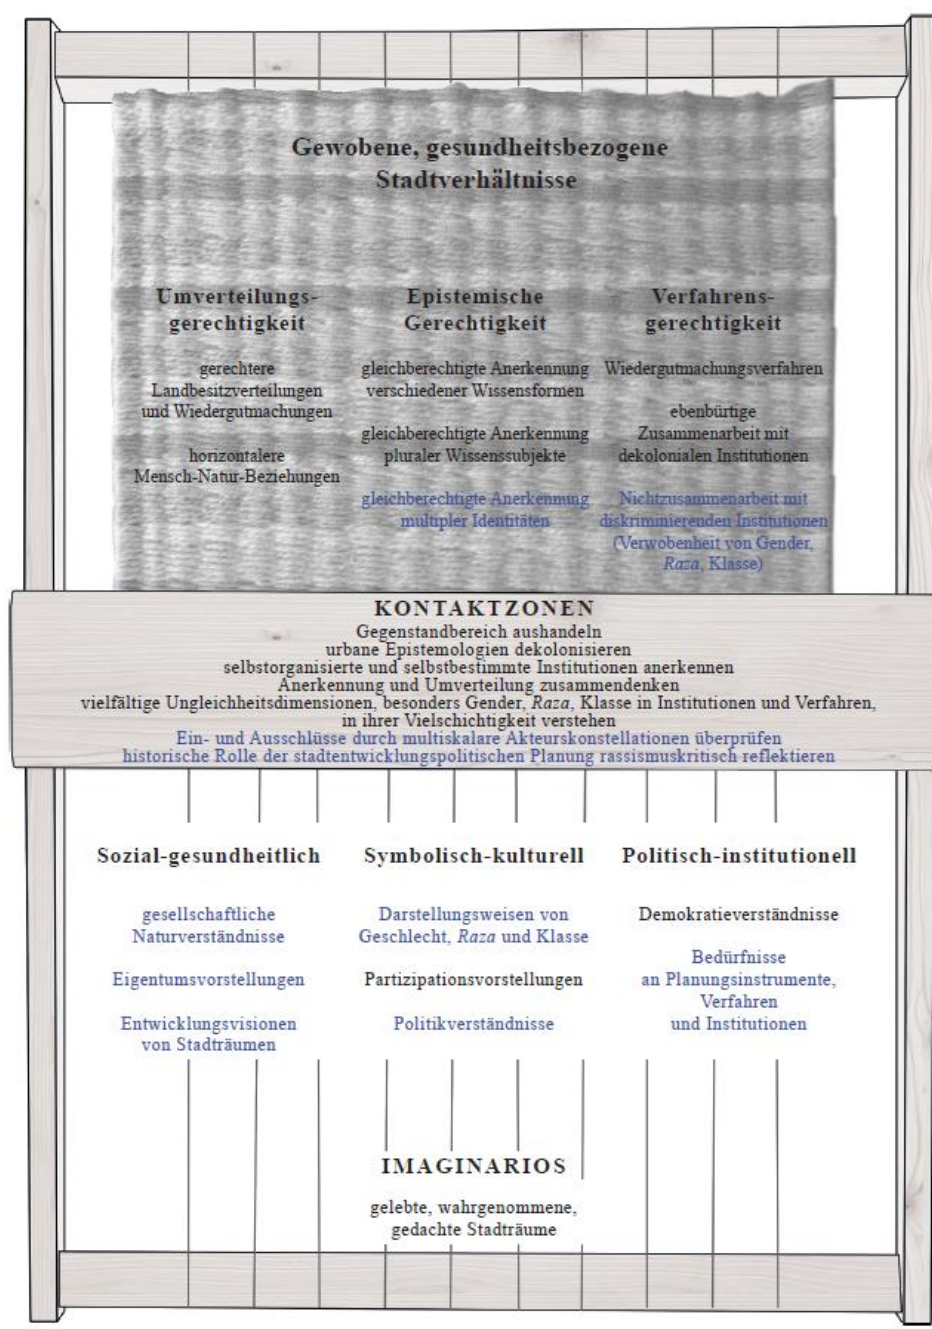 Gewobene, gesundheitsbezogene
Stadtverhältnisse
Umverteilungs-
gerechtigkeit
gerechtere
Landbesitzverteilungen
und Wiedergutmachungen
horizontalere
Mensch-Natur-Beziehungen
Epistemische
Gerechtigkeit
gleichberechtigte Anerkennung
verschiedener Wissensformen
gleichberechtigte Anerkennung
pluraler Wissenssubjekte
gleichberechtigte Anerkennung
multipler Identitäten
Verfahrens-
gerechtigkeit
Wiedergutmachungsverfahren
ebenbürtige
Zusammenarbeit mit
dekolonialen Institutionen
Nichtzusammenarbeit mit
diskriminierenden Institutionen
(Verwobenheit von Gender,
Raza, Klasse)
KONTAKTZONEN
Gegenstandbereich aushandeln
urbane Epistemologien dekolonisieren
selbstorganisierte und selbstbestimmte Institutionen anerkennen
Anerkennung und Umverteilung zusammendenken
vielfältige Ungleichheitsdimensionen, besonders Gender, Raza, Klasse in Institutionen und Verfahren,
in ihrer Vielschichtigkeit verstehen
Ein- und Ausschlüsse durch multiskalare Akteurskonstellationen überprüfen
historische Rolle der stadtentwicklungspolitischen Planung rassismuskritisch reflektieren
Sozial-gesundheitlich
gesellschaftliche
Naturverständnisse
Eigentumsvorstellungen
Entwicklungsvisionen
von Stadträumen
Symbolisch-kulturell
Darstellungsweisen von
Geschlecht, Raza und Klasse
Partizipationsvorstellungen
Politikverständnisse
Politisch-institutionell
Demokratieverständnisse
Bedürfnisse
an Planungsinstrumente,
Verfahren
und Institutionen
IMAGINARIOS
gelebte, wahrgenommene,
gedachte Stadträume